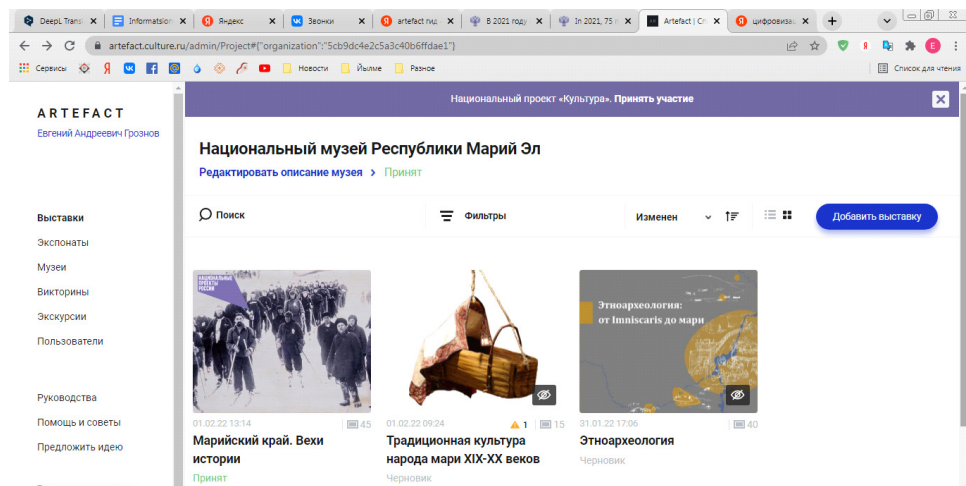 DeepL Transl
Informatsion
Яндекс
Звонки
artefact гид
В 2021 году
In 2021, 75 m
Artefact | Ch
цифровизац
artefact.culture.ru/admin/Project#{"organization":"5cb9dc4e2c5a3c40b6ffdae1"}
Сервисы
Новости
Йылме
Разное
Список для чтения
ARTEFACT
Евгений Андреевич Грознов
Национальный проект «Культура». Принять участие
Национальный музей Республики Марий Эл
Редактировать описание музея > Принят
Поиск
Фильтры
Изменен
Добавить выставку
Выставки
Экспонаты
Музеи
Викторины
Экскурсии
Пользователи
Руководства
Помощь и советы
Предложить идею
НАЦИОНАЛЬНЫЕ
ПРОЕКТЫ
РОССИИ
01.02.22 13:14 45
Марийский край. Вехи
истории
Принят
01.02.22 09:24 1 15
Традиционная культура
народа мари XIX-XX веков
Черновик
Этноархеология:
от Imniscaris до мари
31.01.22 17:06 40
Этноархеология
Черновик